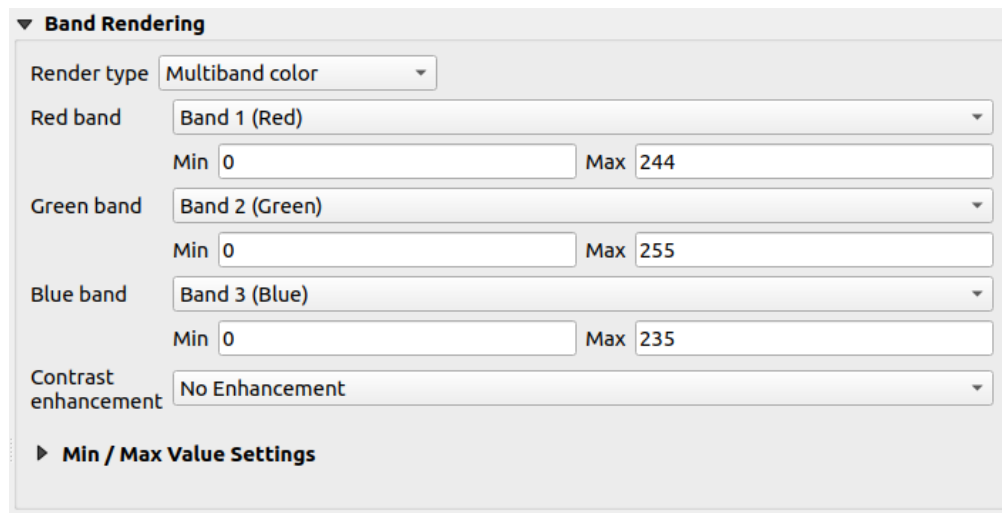 Band Rendering
Render type Multiband color
Red band Band 1 (Red)
Min 0 Max 244
Green band Band 2 (Green)
Min 0 Max 255
Blue band Band 3 (Blue)
Min 0 Max 235
Contrast
enhancement No Enhancement
Min / Max Value Settings